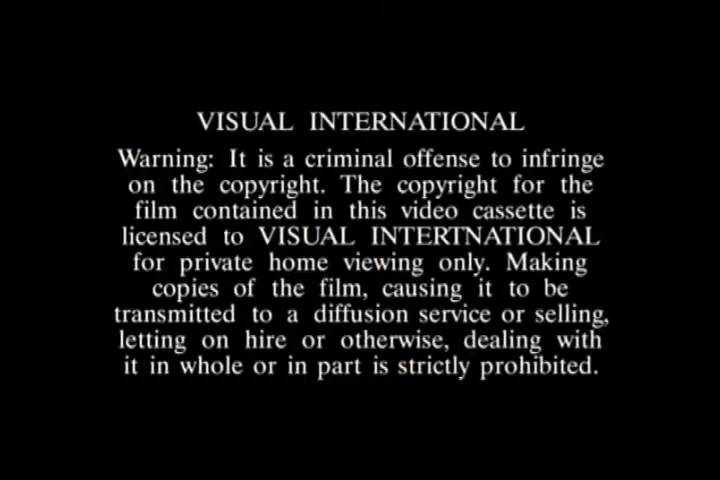 VISUAL INTERNATIONAL
Warning: It is a criminal offense to infringe
on the copyright. The copyright for the
film contained in this video cassette is
licensed to VISUAL INTERTNATIONAL
for private home viewing only. Making
copies of the film, causing it to be
transmitted to a diffusion service or selling,
letting on hire or otherwise, dealing with
it in whole or in part is strictly prohibited.